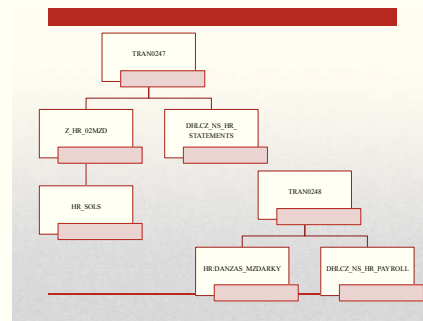 TRAN0247
Z_HR_02MZD
DHLCZ_NS_HR_
STATEMENTS
HR_SOLS
TRAN0248
HR:DANZAS_MZDARKY
DHLCZ_NS_HR_PAYROLL